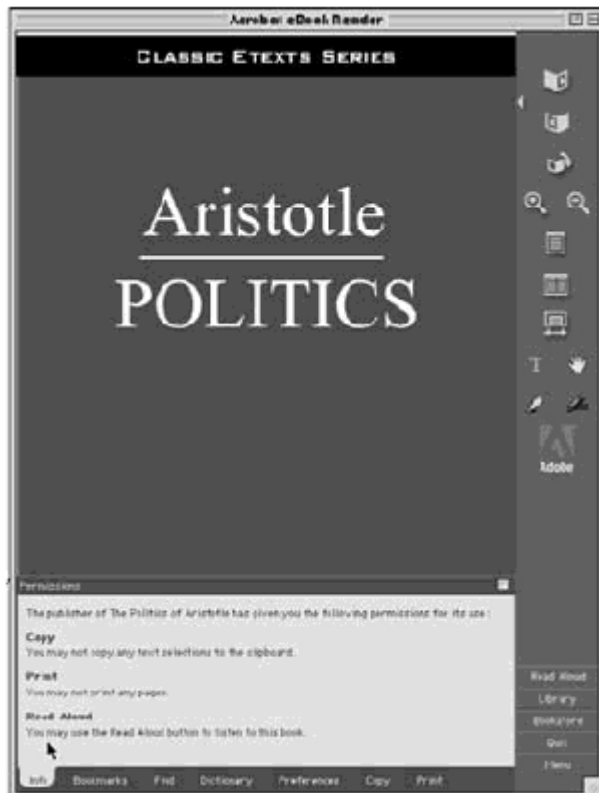 Acrobat eBook Reader
CLASSIC ETEXTS SERIES
Aristotle
POLITICS
T
Adobe
Permissions
The publisher of The Politics of Aristotle has given you the following permissions for its use:
Copy
You may not copy any text selections to the clipboard.
Print
You may not print any pages.
Read Aloud
You may use the Read Aloud button to listen to this book.
Read Aloud
Library
Bookstore
Quit
Menu
Info Bookmarks Find Dictionary Preferences Copy Print